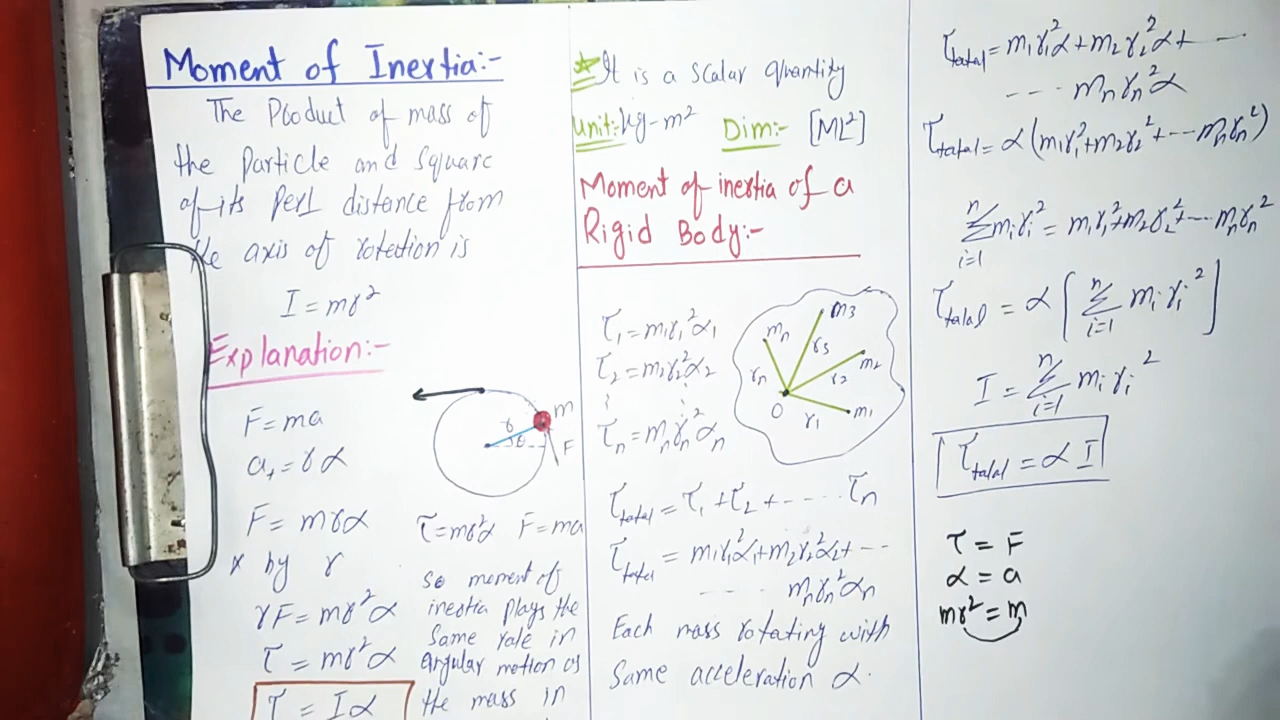 Moment of Inertia:-
The Product of mass of
the particle and square
of its Per⊥ distance from
the axis of rotation is
I = mr²
Explanation:-
F = ma
aₜ = rα
F = mrα
x by r
rF = mr²α
τ = mr²α
τ = Iα
r
θ
m
F
τ = mr²α F = ma
so moment of
inertia plays the
same role in
angular motion as
the mass in
It is a scalar quantity
Unit:- kg-m² Dim:- [ML²]
Moment of inertia of a
Rigid Body:-
τ₁ = m₁r₁²α₁
τ₂ = m₂r₂²α₂
τₙ = mₙrₙ²αₙ
mₙ
m₃
m₂
m₁
rₙ
r₃
r₂
r₁
O
τtotal = τ₁ + τ₂ + ------ τₙ
τtotal = m₁r₁²α₁ + m₂r₂²α₂ + ---
---- mₙrₙ²αₙ
Each mass rotating with
same acceleration α.
τtotal = m₁r₁²α + m₂r₂²α + ----
---- mₙrₙ²α
τtotal = α (m₁r₁² + m₂r₂² + --- mₙrₙ²)
n∑i=1 mᵢrᵢ² = m₁r₁² + m₂r₂² + --- mₙrₙ²
τtotal = α [n∑i=1 mᵢrᵢ²]
I = n∑i=1 mᵢrᵢ²
τtotal = α I
τ = F
α = a
mr² = m